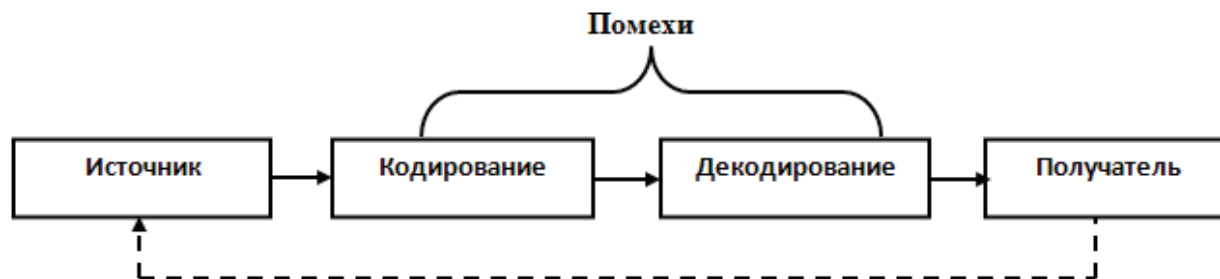 Помехи
Источник
Кодирование
Декодирование
Получатель